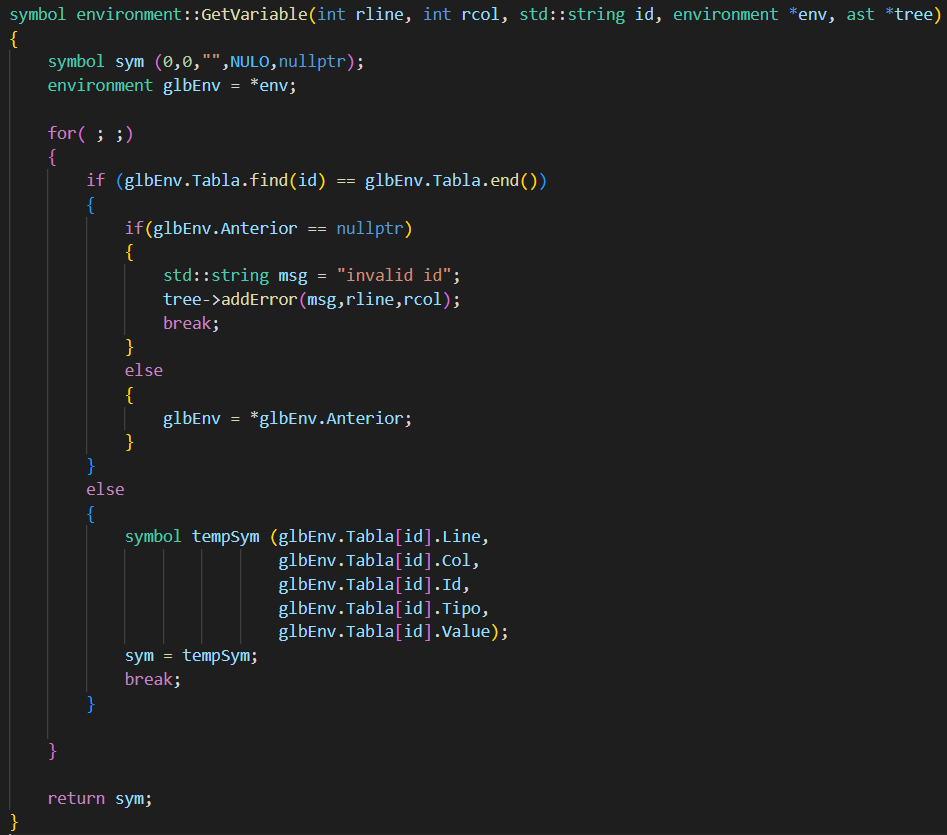 symbol environment::GetVariable(int rline, int rcol, std::string id, environment *env, ast *tree)
{
    symbol sym (0,0,"",NULO,nullptr);
    environment glbEnv = *env;

    for( ; ;)
    {
        if (glbEnv.Tabla.find(id) == glbEnv.Tabla.end())
        {
            if(glbEnv.Anterior == nullptr)
            {
                std::string msg = "invalid id";
                tree->addError(msg,rline,rcol);
                break;
            }
            else
            {
                glbEnv = *glbEnv.Anterior;
            }
        }
        else
        {
            symbol tempSym (glbEnv.Tabla[id].Line,
                            glbEnv.Tabla[id].Col,
                            glbEnv.Tabla[id].Id,
                            glbEnv.Tabla[id].Tipo,
                            glbEnv.Tabla[id].Value);
            sym = tempSym;
            break;
        }

    }

    return sym;
}